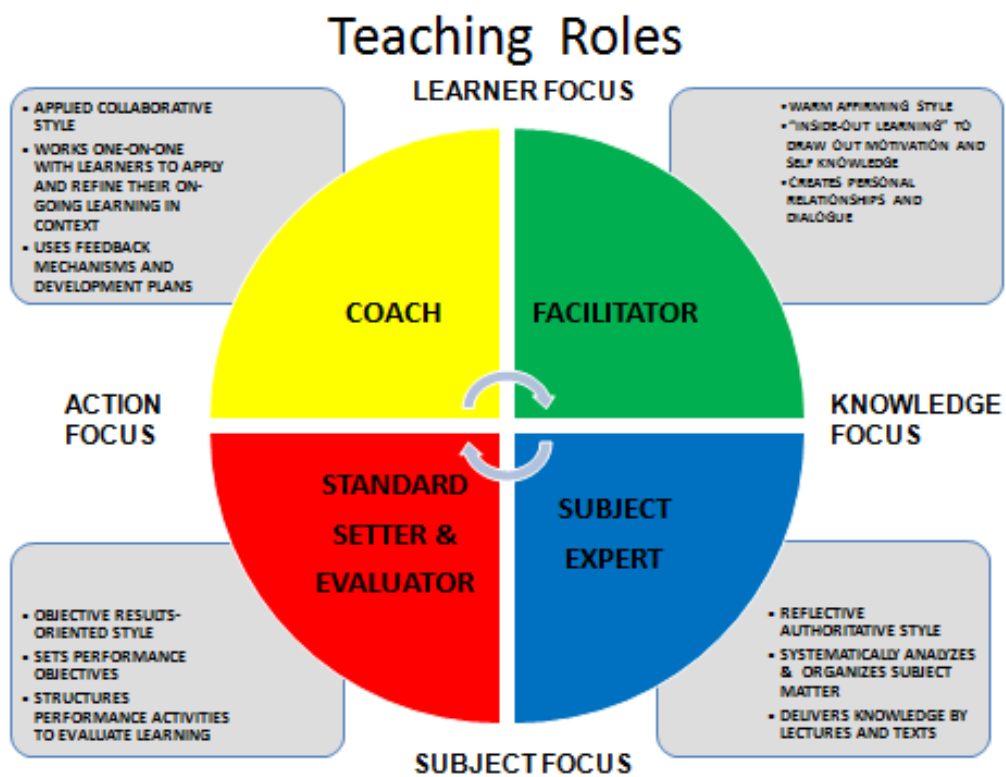 Teaching Roles
LEARNER FOCUS
▪ APPLIED COLLABORATIVE
STYLE
▪ WORKS ONE-ON-ONE
WITH LEARNERS TO APPLY
AND REFINE THEIR ON-
GOING LEARNING IN
CONTEXT
▪ USES FEEDBACK
MECHANISMS AND
DEVELOPMENT PLANS
▪ WARM AFFIRMING STYLE
▪ "INSIDE-OUT LEARNING" TO
DRAW OUT MOTIVATION AND
SELF KNOWLEDGE
▪ CREATES PERSONAL
RELATIONSHIPS AND
DIALOGUE
COACH
FACILITATOR
ACTION
FOCUS
KNOWLEDGE
FOCUS
STANDARD
SETTER &
EVALUATOR
SUBJECT
EXPERT
▪ OBJECTIVE RESULTS-
ORIENTED STYLE
▪ SETS PERFORMANCE
OBJECTIVES
▪ STRUCTURES
PERFORMANCE ACTIVITIES
TO EVALUATE LEARNING
▪ REFLECTIVE
AUTHORITATIVE STYLE
▪ SYSTEMATICALLY ANALYZES
& ORGANIZES SUBJECT
MATTER
▪ DELIVERS KNOWLEDGE BY
LECTURES AND TEXTS
SUBJECT FOCUS